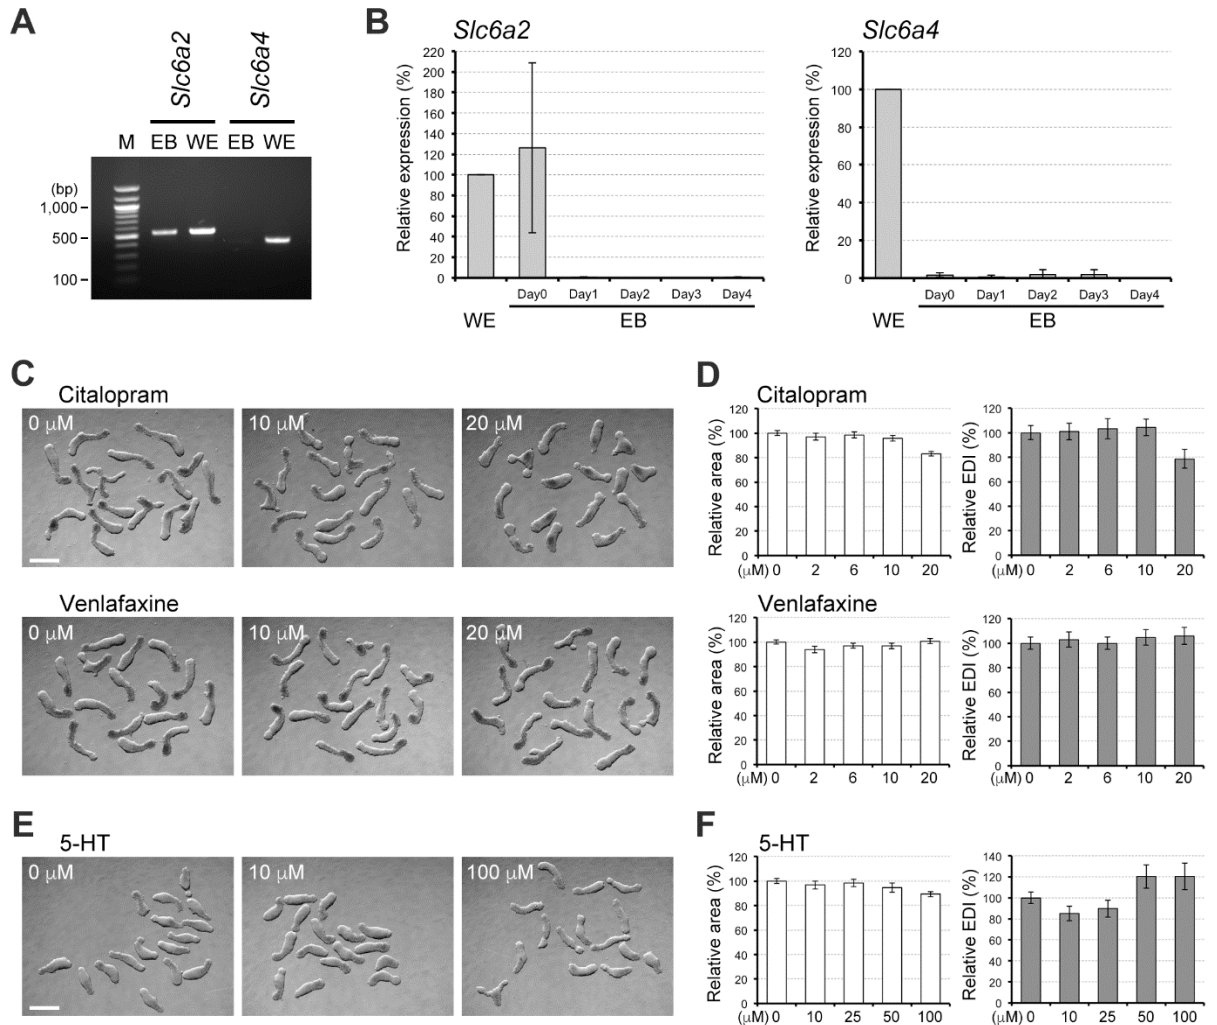 A
Slc6a2
Slc6a4
M EB WE EB WE
(bp)
1,000
500
100
B
Slc6a2
Relative expression (%)
220
200
180
160
140
120
100
80
60
40
20
0
Day0 Day1 Day2 Day3 Day4
WE EB
Slc6a4
Relative expression (%)
120
100
80
60
40
20
0
Day0 Day1 Day2 Day3 Day4
WE EB
C
Citalopram
0 μM 10 μM 20 μM
Venlafaxine
0 μM 10 μM 20 μM
D
Citalopram
Relative area (%)
120
100
80
60
40
20
0
(μM) 0 2 6 10 20
Relative EDI (%)
120
100
80
60
40
20
0
(μM) 0 2 6 10 20
Venlafaxine
Relative area (%)
120
100
80
60
40
20
0
(μM) 0 2 6 10 20
Relative EDI (%)
120
100
80
60
40
20
0
(μM) 0 2 6 10 20
E
5-HT
0 μM 10 μM 100 μM
F
5-HT
Relative area (%)
120
100
80
60
40
20
0
(μM) 0 10 25 50 100
Relative EDI (%)
140
120
100
80
60
40
20
0
(μM) 0 10 25 50 100